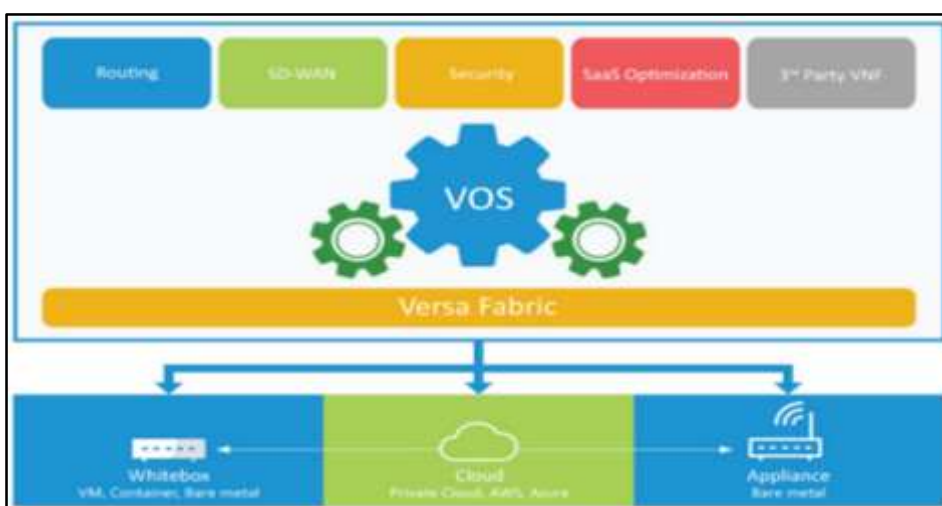 Routing
SD-WAN
Security
SaaS Optimization
3rd Party VNF
VOS
Versa Fabric
Whitebox
VM, Container, Bare metal
Cloud
Private Cloud, AWS, Azure
Appliance
Bare metal